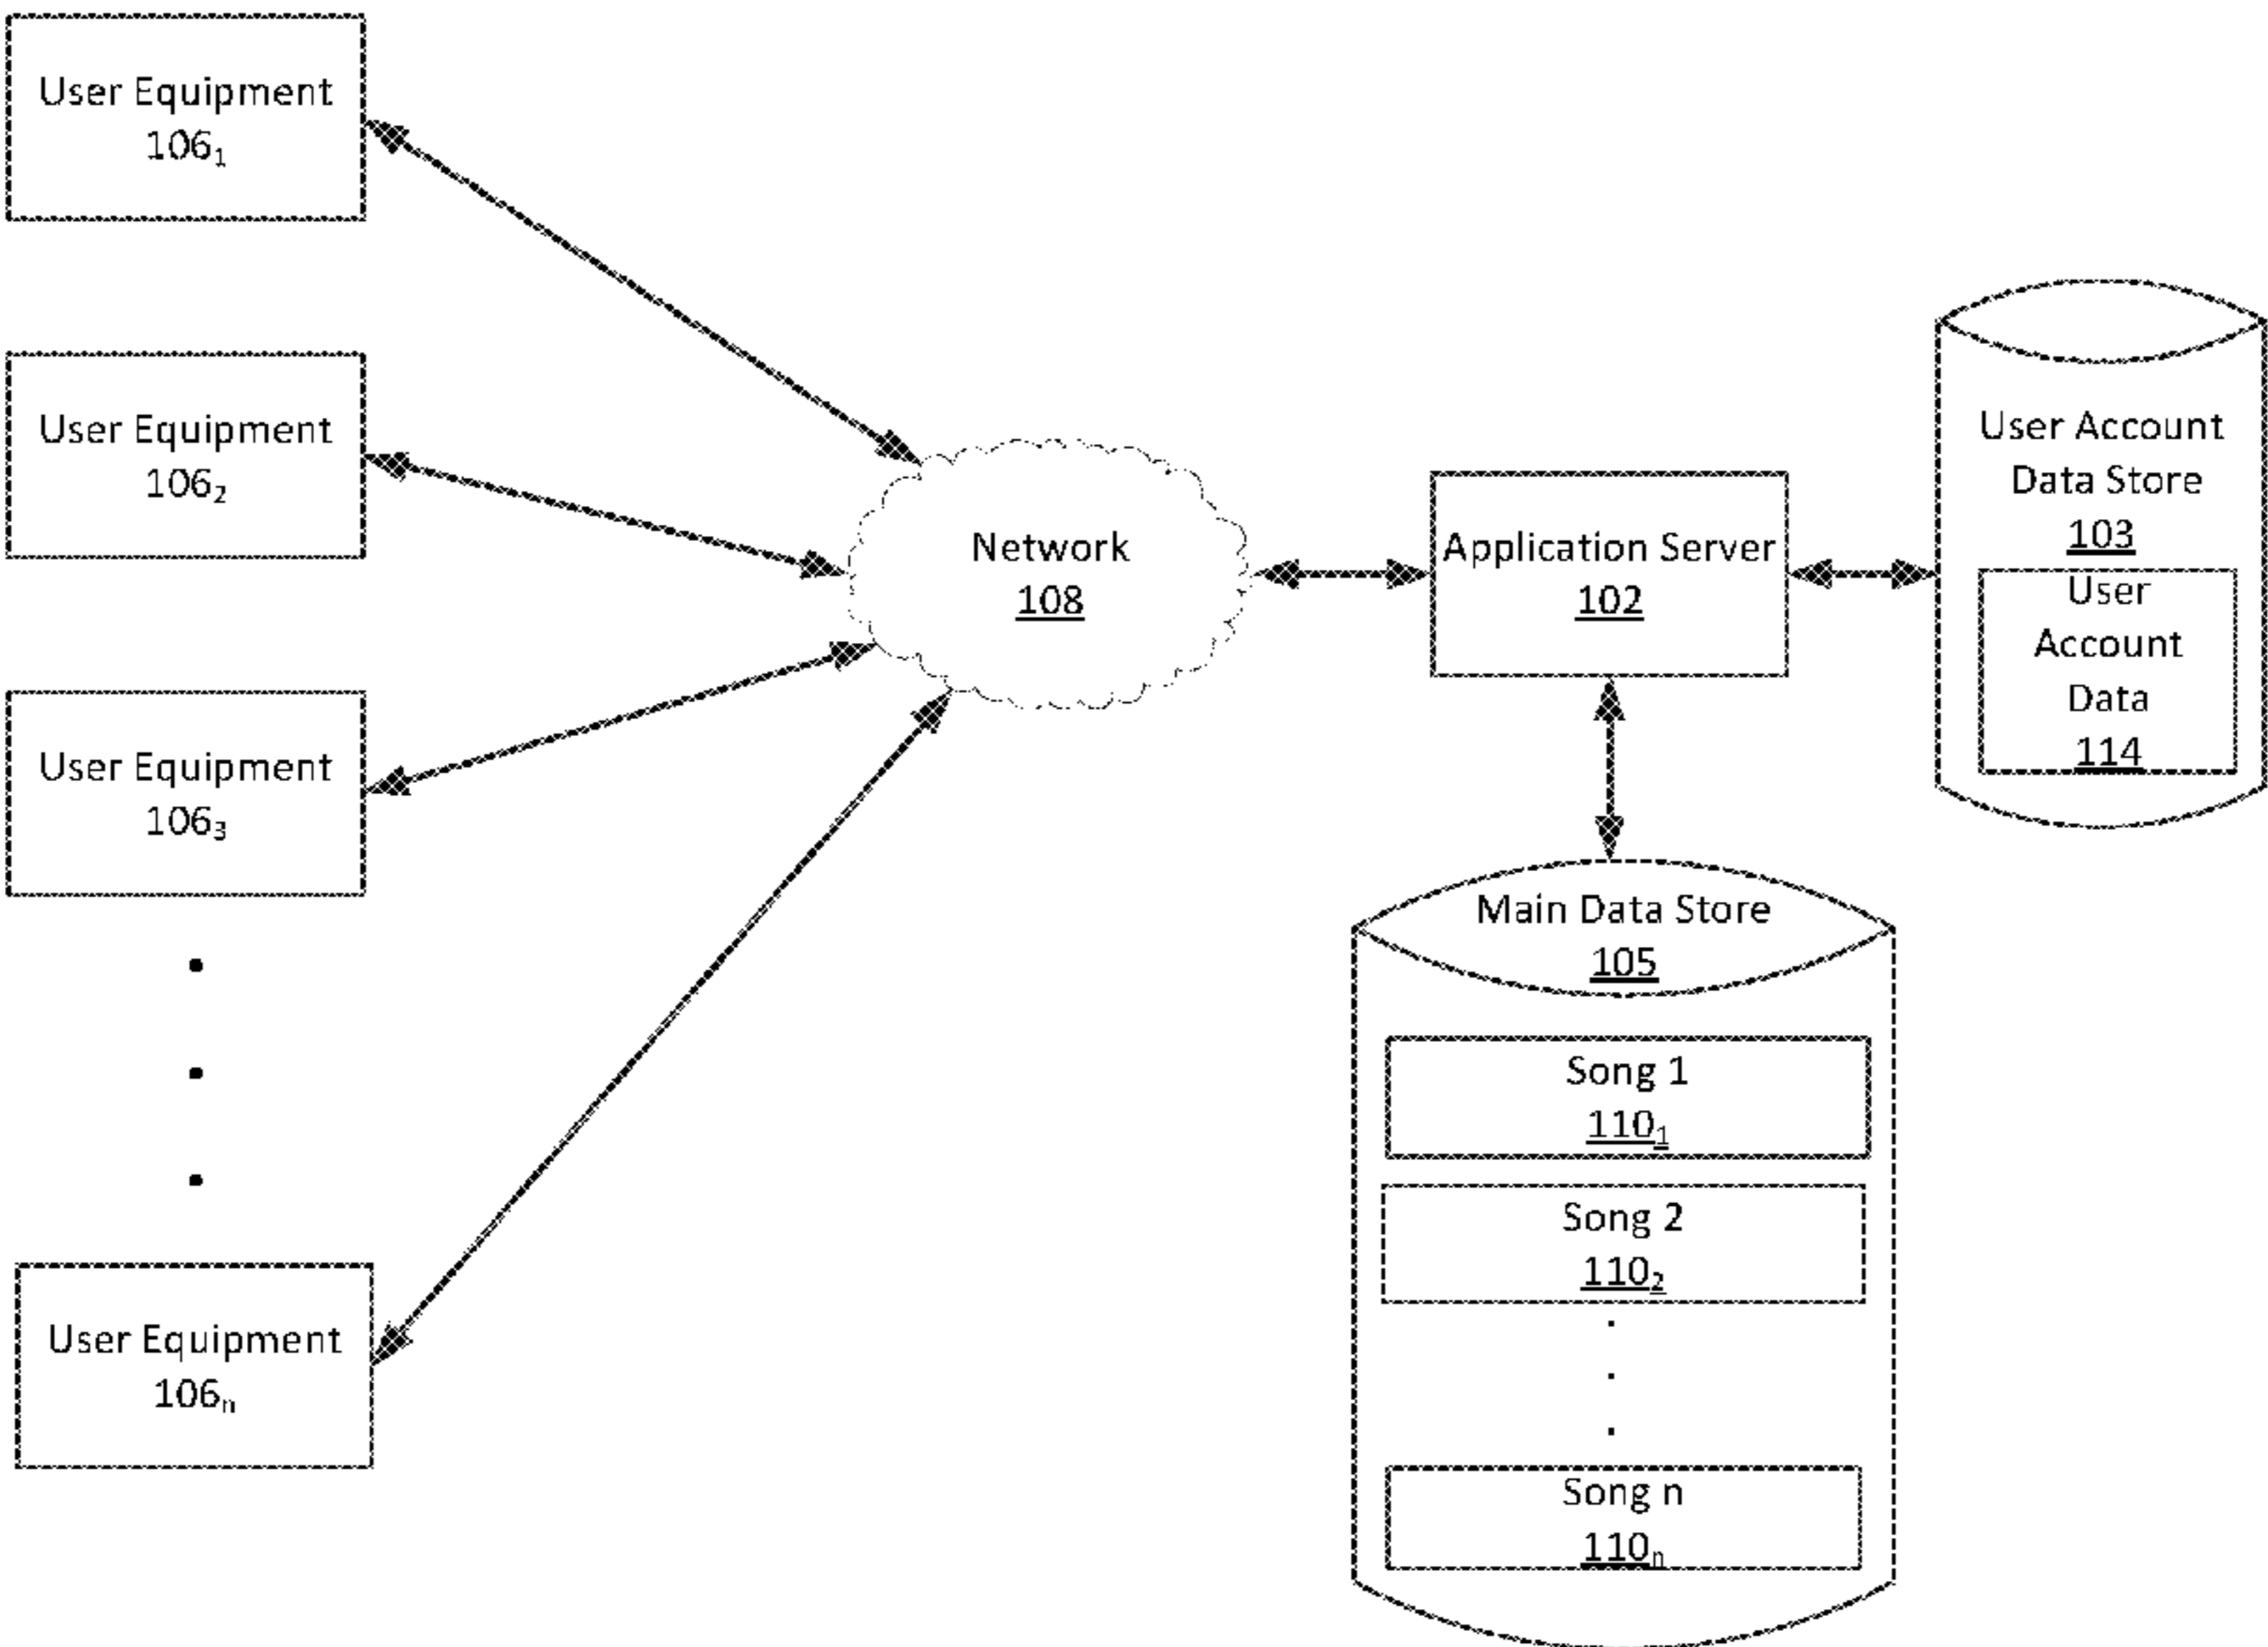 User Equipment
106₁
User Equipment
106₂
User Equipment
106₃
User Equipment
106ₙ
Network
108
Application Server
102
User Account
Data Store
103
User
Account
Data
114
Main Data Store
105
Song 1
110₁
Song 2
110₂
Song n
110ₙ